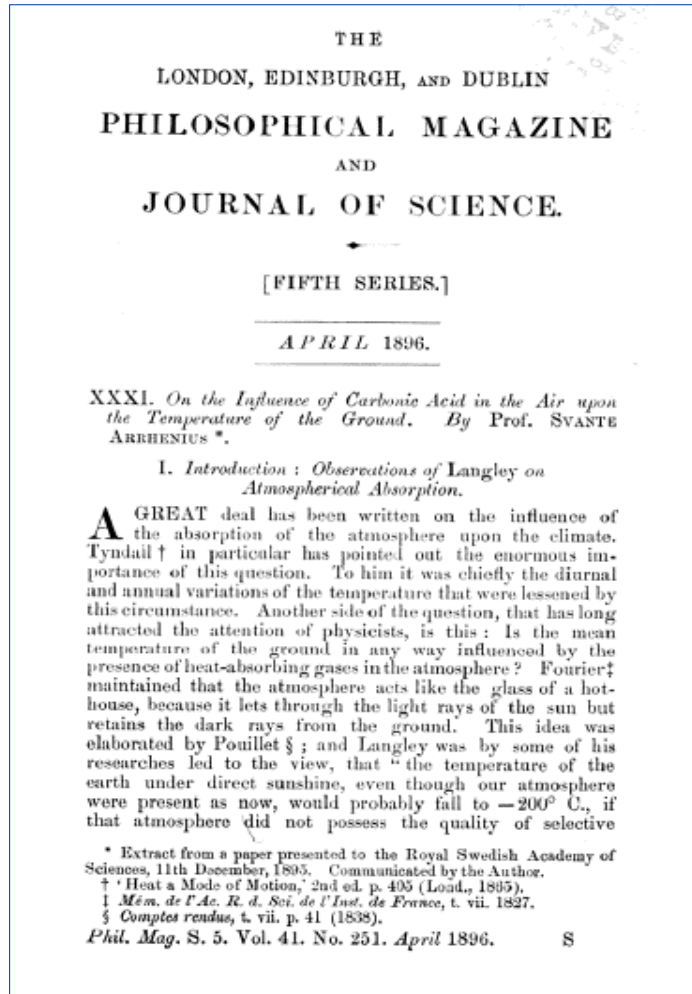 THE
LONDON, EDINBURGH, AND DUBLIN
PHILOSOPHICAL MAGAZINE
AND
JOURNAL OF SCIENCE.
[FIFTH SERIES.]
APRIL 1896.
XXXI. On the Influence of Carbonic Acid in the Air upon
the Temperature of the Ground. By Prof. SVANTE
ARRHENIUS *.
I. Introduction : Observations of Langley on
Atmospherical Absorption.
A GREAT deal has been written on the influence of
the absorption of the atmosphere upon the climate.
Tyndall † in particular has pointed out the enormous im-
portance of this question. To him it was chiefly the diurnal
and annual variations of the temperature that were lessened by
this circumstance. Another side of the question, that has long
attracted the attention of physicists, is this : Is the mean
temperature of the ground in any way influenced by the
presence of heat-absorbing gases in the atmosphere ? Fourier‡
maintained that the atmosphere acts like the glass of a hot-
house, because it lets through the light rays of the sun but
retains the dark rays from the ground. This idea was
elaborated by Pouillet § ; and Langley was by some of his
researches led to the view, that “ the temperature of the
earth under direct sunshine, even though our atmosphere
were present as now, would probably fall to −200° C., if
that atmosphere did not possess the quality of selective
* Extract from a paper presented to the Royal Swedish Academy of
Sciences, 11th December, 1895. Communicated by the Author.
† ‘ Heat a Mode of Motion,’ 2nd ed. p. 405 (Lond., 1865).
‡ Mém. de l’Ac. R. d. Sci. de l’Inst. de France, t. vii. 1827.
§ Comptes rendus, t. vii. p. 41 (1838).
Phil. Mag. S. 5. Vol. 41. No. 251. April 1896. S